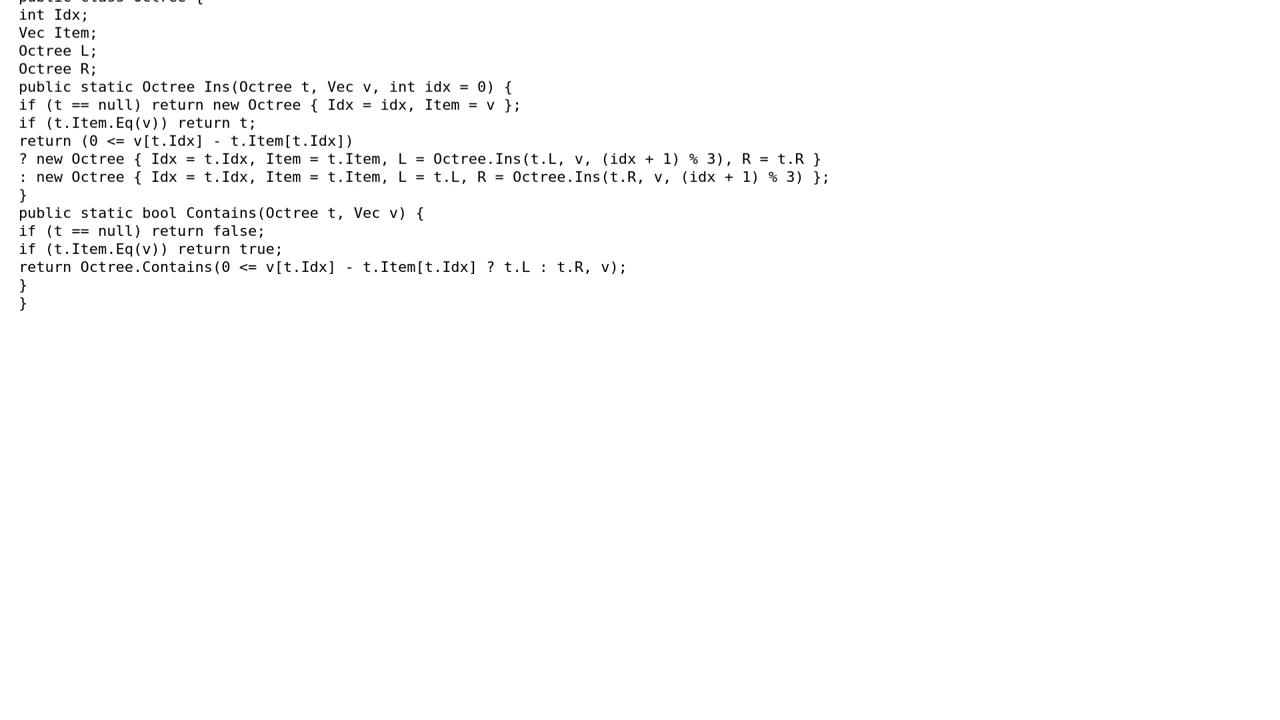 public class Octree {
int Idx;
Vec Item;
Octree L;
Octree R;
public static Octree Ins(Octree t, Vec v, int idx = 0) {
if (t == null) return new Octree { Idx = idx, Item = v };
if (t.Item.Eq(v)) return t;
return (0 <= v[t.Idx] - t.Item[t.Idx])
? new Octree { Idx = t.Idx, Item = t.Item, L = Octree.Ins(t.L, v, (idx + 1) % 3), R = t.R }
: new Octree { Idx = t.Idx, Item = t.Item, L = t.L, R = Octree.Ins(t.R, v, (idx + 1) % 3) };
}
public static bool Contains(Octree t, Vec v) {
if (t == null) return false;
if (t.Item.Eq(v)) return true;
return Octree.Contains(0 <= v[t.Idx] - t.Item[t.Idx] ? t.L : t.R, v);
}
}